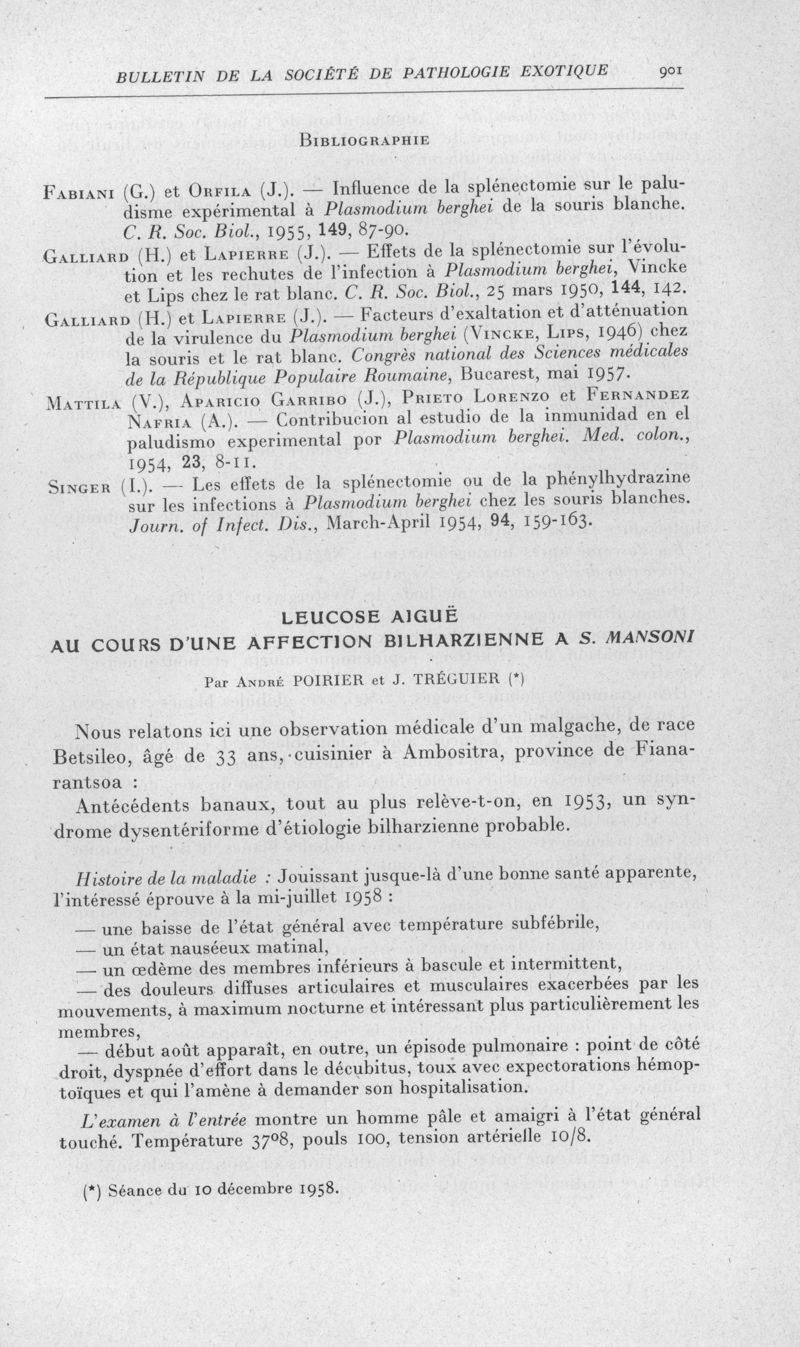 BULLETIN DE LA SOCIÉTÉ DE PATHOLOGIE EXOTIQUE 901
BIBLIOGRAPHIE
FABIANI (G.) et ORFILA (J.). — Influence de la splénectomie sur le palu-
disme expérimental à Plasmodium berghei de la souris blanche.
C. R. Soc. Biol., 1955, 149, 87-90.
GALLIARD (H.) et LAPIERRE (J.). — Effets de la splénectomie sur l'évolu-
tion et les rechutes de l'infection à Plasmodium berghei, Vincke
et Lips chez le rat blanc. C. R. Soc. Biol., 25 mars 1950, 144, 142.
GALLIARD (H.) et LAPIERRE (J.). — Facteurs d'exaltation et d'atténuation
de la virulence du Plasmodium berghei (VINCKE, LIPS, 1946) chez
la souris et le rat blanc. Congrès national des Sciences médicales
de la République Populaire Roumaine, Bucarest, mai 1957.
MATTILA (V.), APARICIO GARRIBO (J.), PRIETO LORENZO et FERNANDEZ
NAFRIA (A.). — Contribucion al estudio de la inmunidad en el
paludismo experimental por Plasmodium berghei. Med. colon.,
1954, 23, 8-11.
SINGER (I.). — Les effets de la splénectomie ou de la phénylhydrazine
sur les infections à Plasmodium berghei chez les souris blanches.
Journ. of Infect. Dis., March-April 1954, 94, 159-163.
LEUCOSE AIGUË
AU COURS D'UNE AFFECTION BILHARZIENNE A S. MANSONI
Par ANDRÉ POIRIER et J. TRÉGUIER (*)
Nous relatons ici une observation médicale d'un malgache, de race
Betsileo, âgé de 33 ans, cuisinier à Ambositra, province de Fiana-
rantsoa :
Antécédents banaux, tout au plus relève-t-on, en 1953, un syn-
drome dysentériforme d'étiologie bilharzienne probable.
Histoire de la maladie : Jouissant jusque-là d'une bonne santé apparente,
l'intéressé éprouve à la mi-juillet 1958 :
— une baisse de l'état général avec température subfébrile,
— un état nauséeux matinal,
— un œdème des membres inférieurs à bascule et intermittent,
— des douleurs diffuses articulaires et musculaires exacerbées par les
mouvements, à maximum nocturne et intéressant plus particulièrement les
membres,
— début août apparaît, en outre, un épisode pulmonaire : point de côté
droit, dyspnée d'effort dans le décubitus, toux avec expectorations hémop-
toïques et qui l'amène à demander son hospitalisation.
L'examen à l'entrée montre un homme pâle et amaigri à l'état général
touché. Température 37°8, pouls 100, tension artérielle 10/8.
(*) Séance du 10 décembre 1958.